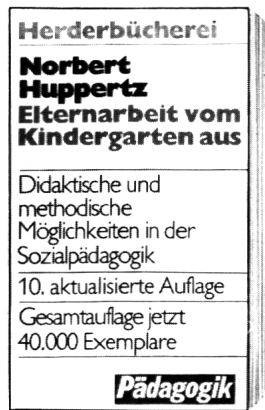 Herderbücherei
Norbert
Huppertz
Elternarbeit vom
Kindergarten aus
Didaktische und
methodische
Möglichkeiten in der
Sozialpädagogik
10. aktualisierte Auflage
Gesamtauflage jetzt
40.000 Exemplare
Pädagogik